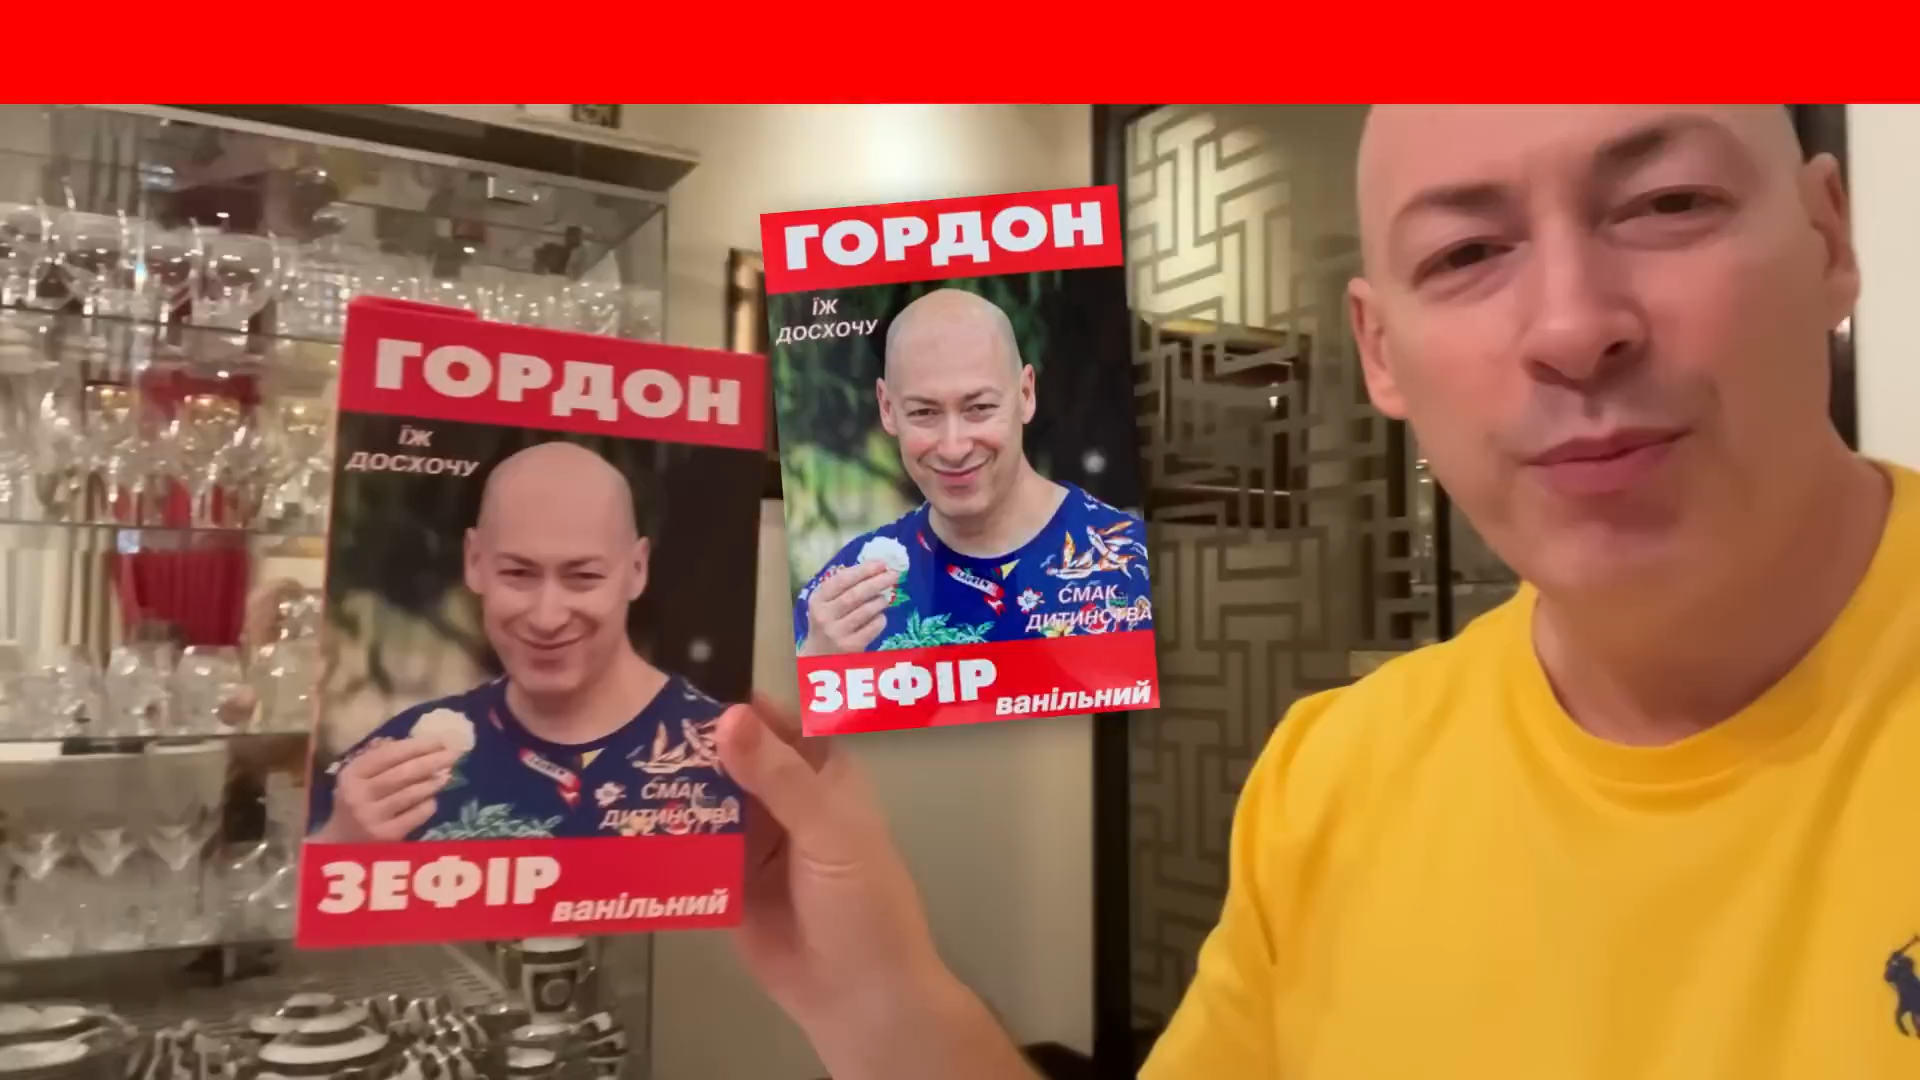 ГОРДОН
їж
досхочу
смак
дитинства
ЗЕФІР
ванільний
ГОРДОН
їж
досхочу
смак
дитинства
ЗЕФІР
ванільний